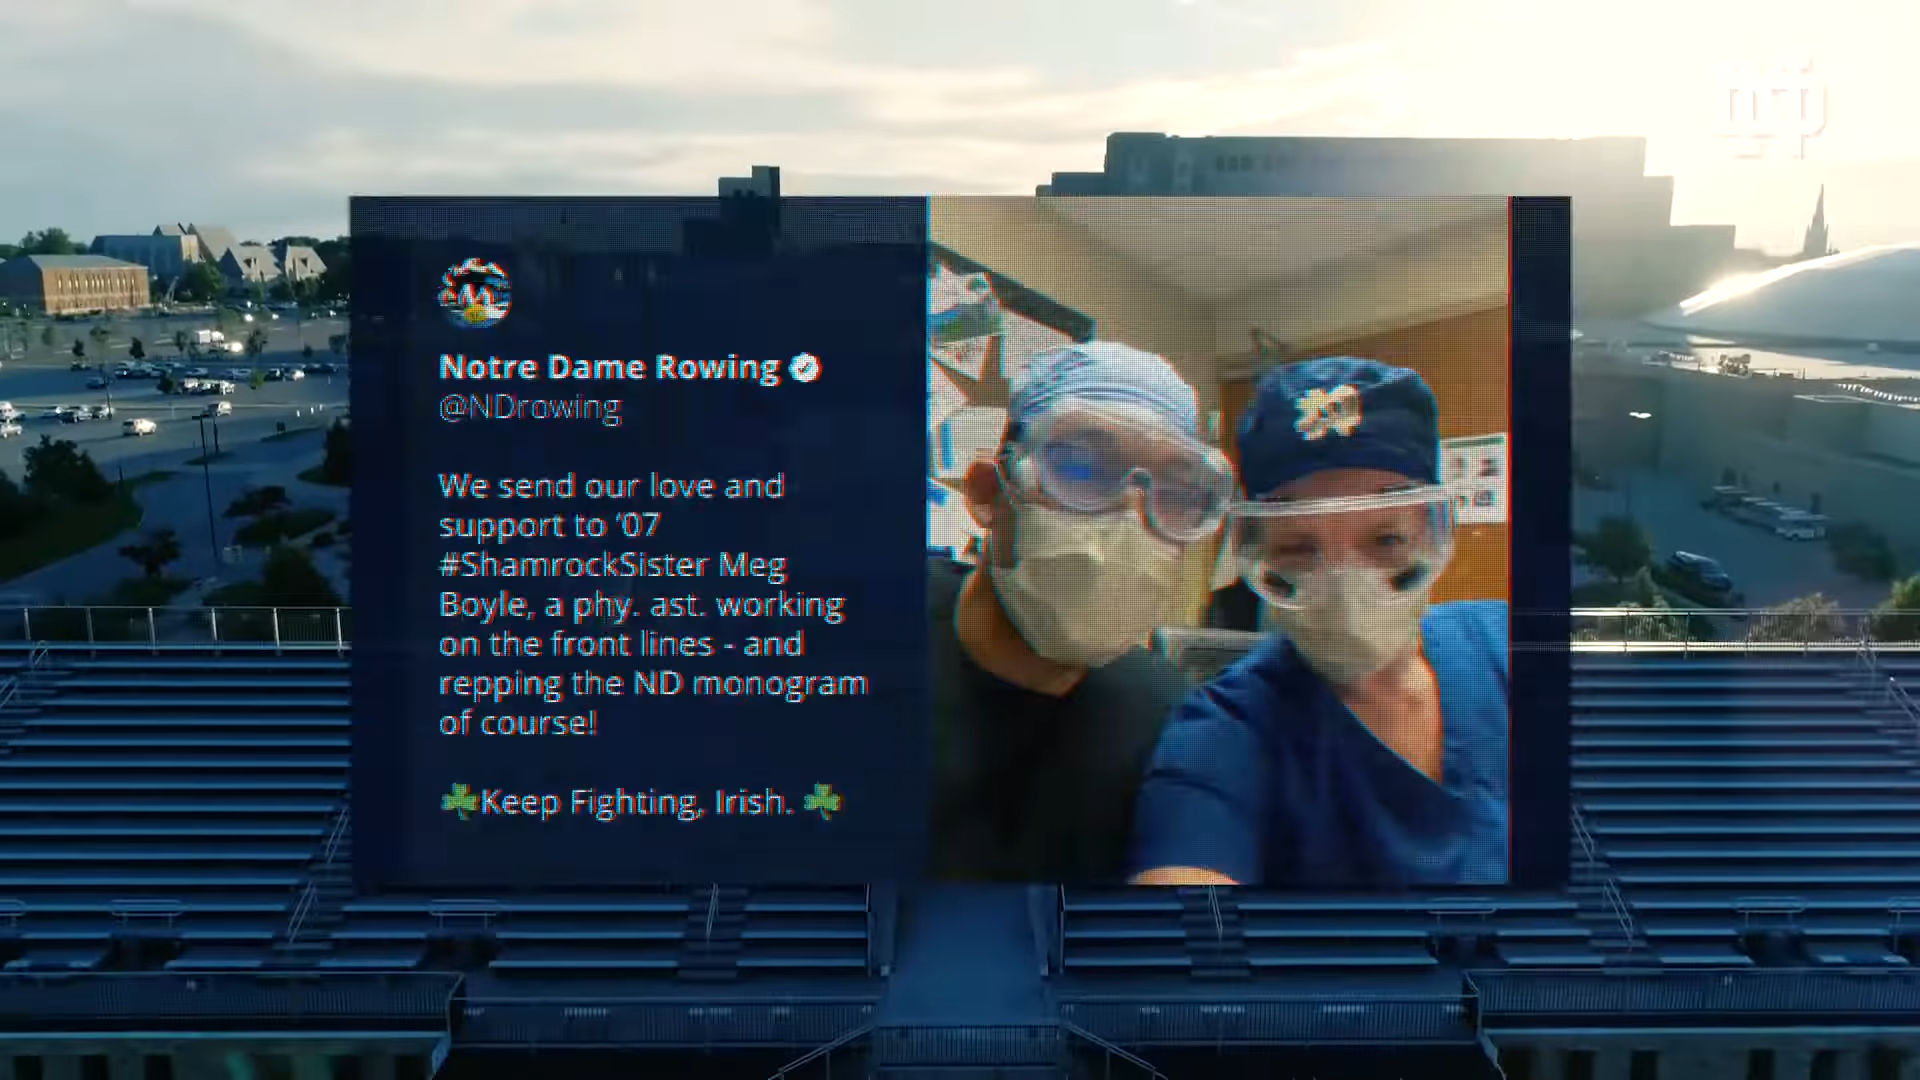 Notre Dame Rowing
@NDrowing
We send our love and
support to '07
#ShamrockSister Meg
Boyle, a phy. ast. working
on the front lines - and
repping the ND monogram
of course!
☘Keep Fighting, Irish. ☘